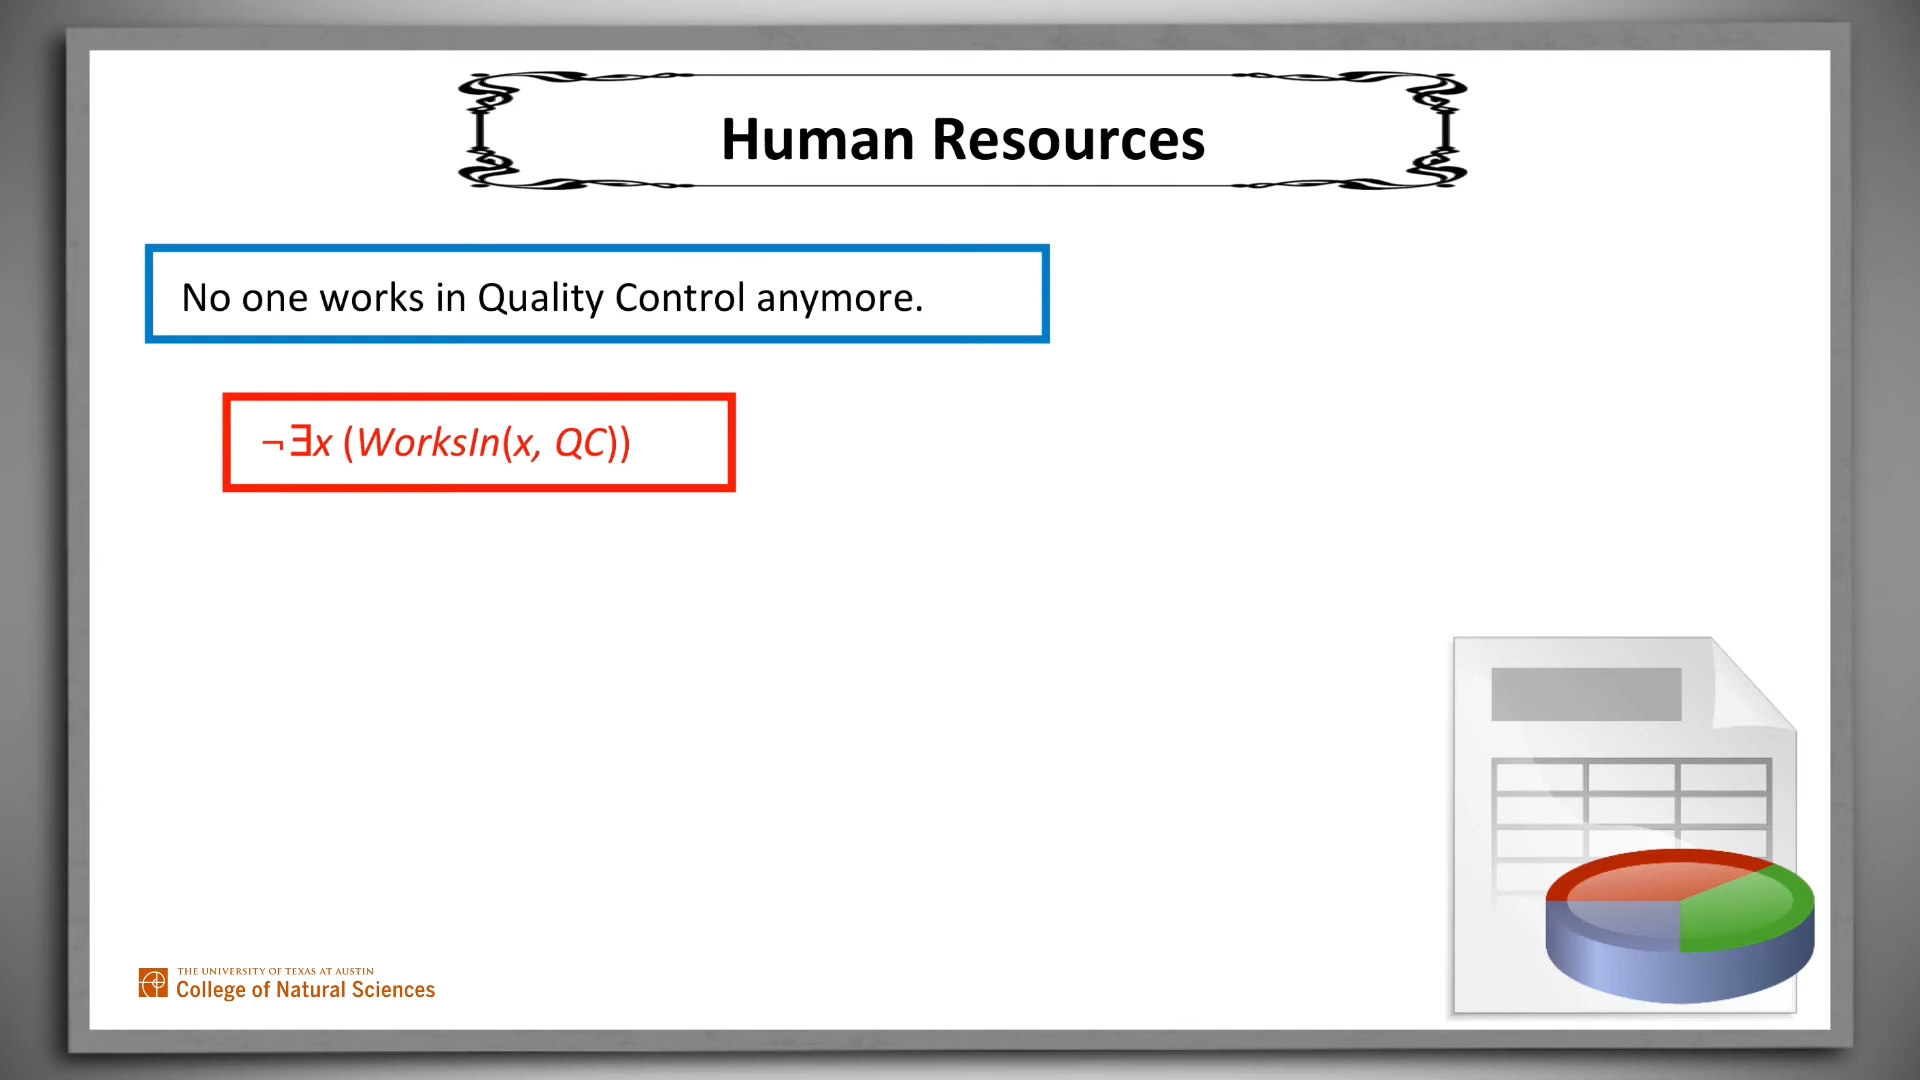 Human Resources
No one works in Quality Control anymore.
¬∃x (WorksIn(x, QC))
THE UNIVERSITY OF TEXAS AT AUSTIN
College of Natural Sciences